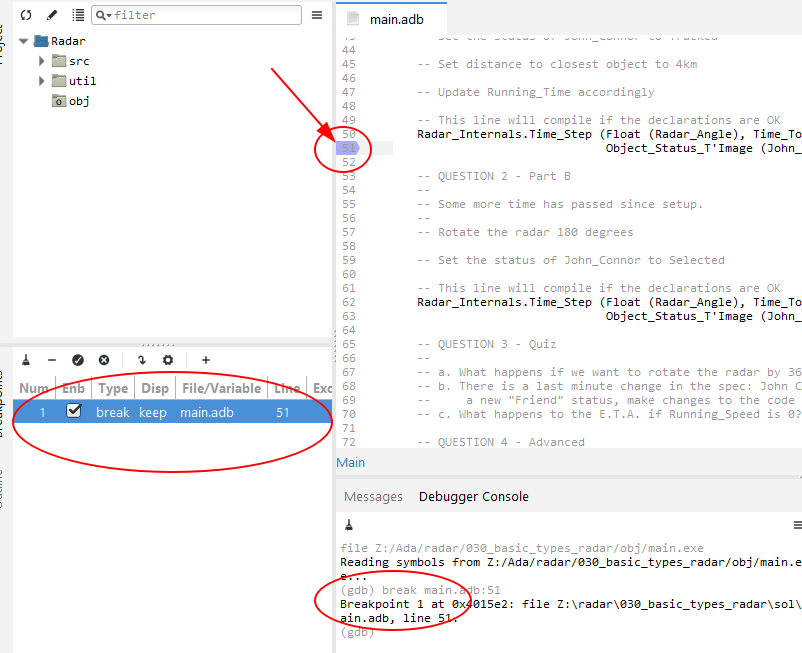 filter
Radar
src
util
obj
Num Enb Type Disp File/Variable Line Exc
1 break keep main.adb 51
main.adb
44
45 -- Set distance to closest object to 4km
46
47 -- Update Running_Time accordingly
48
49 -- This line will compile if the declarations are OK
50 Radar_Internals.Time_Step (Float (Radar_Angle), Time_To
51 Object_Status_T'Image (John_
52
53 -- QUESTION 2 - Part B
54 --
55 -- Some more time has passed since setup.
56 --
57 -- Rotate the radar 180 degrees
58
59 -- Set the status of John_Connor to Selected
60
61 -- This line will compile if the declarations are OK
62 Radar_Internals.Time_Step (Float (Radar_Angle), Time_To
63 Object_Status_T'Image (John_
64
65 -- QUESTION 3 - Quiz
66 --
67 -- a. What happens if we want to rotate the radar by 36
68 -- b. There is a last minute change in the spec: John C
69 -- a new "Friend" status, make changes to the code
70 -- c. What happens to the E.T.A. if Running_Speed is 0?
71
72 -- QUESTION 4 - Advanced
Main
Messages Debugger Console
file Z:/Ada/radar/030_basic_types_radar/obj/main.exe
Reading symbols from Z:/Ada/radar/030_basic_types_radar/obj/main.e
e...
(gdb) break main.adb:51
Breakpoint 1 at 0x4015e2: file Z:\radar\030_basic_types_radar\sol\
ain.adb, line 51.
(gdb)